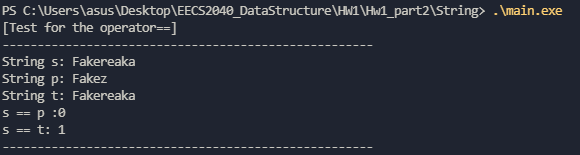 PS C:\Users\asus\Desktop\EECS2040_DataStructure\HW1\Hw1_part2\String> .\main.exe
[Test for the operator==]
-----------------------------------------------------
String s: Fakereaka
String p: Fakez
String t: Fakereaka
s == p :0
s == t: 1
-----------------------------------------------------